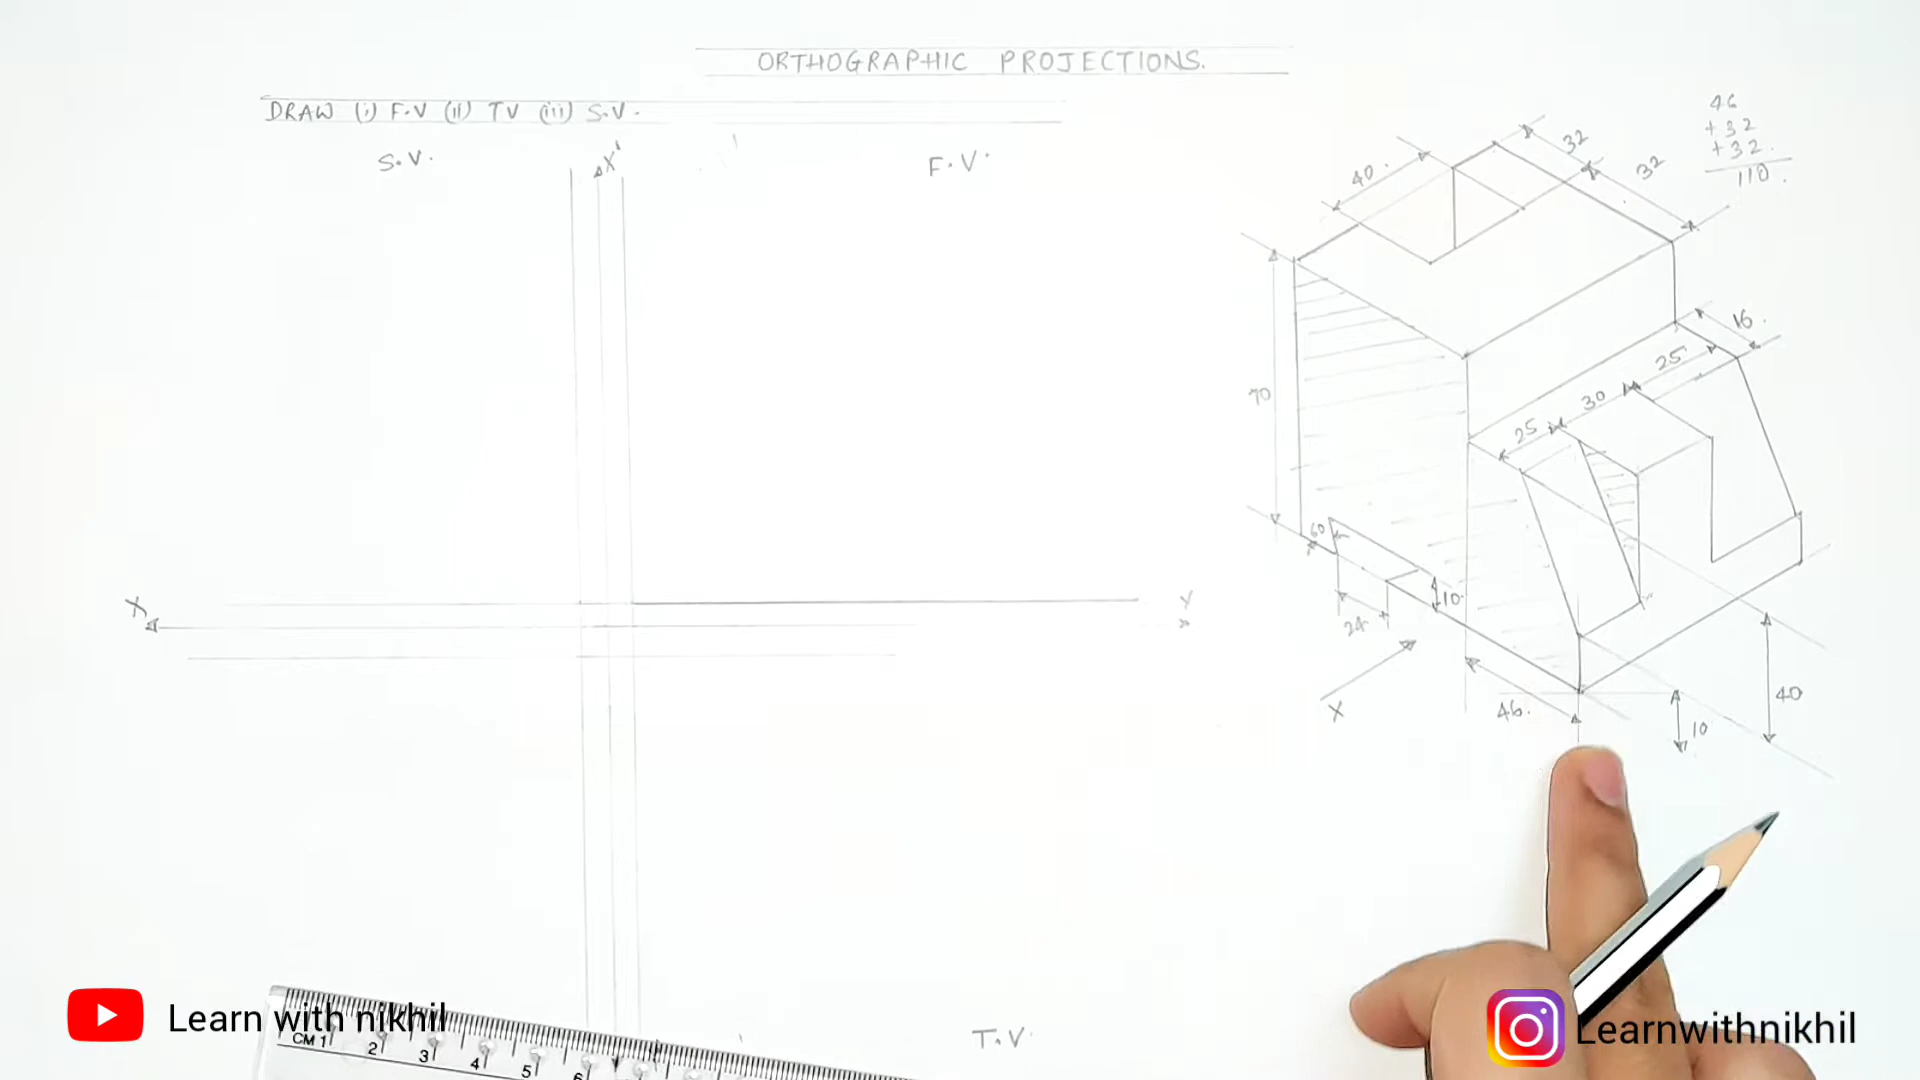 ORTHOGRAPHIC PROJECTIONS.
DRAW (i) F.V (ii) TV (iii) S.V.
S.V.
X'
F.V.
46
+32
+32.
110.
32
32
40.
16.
25
30
25
70
60
10.
24
X
46.
40
10
X
Y
T.V.
Learn with nikhil
CM 1 2 3 4 5 6
Learnwithnikhil